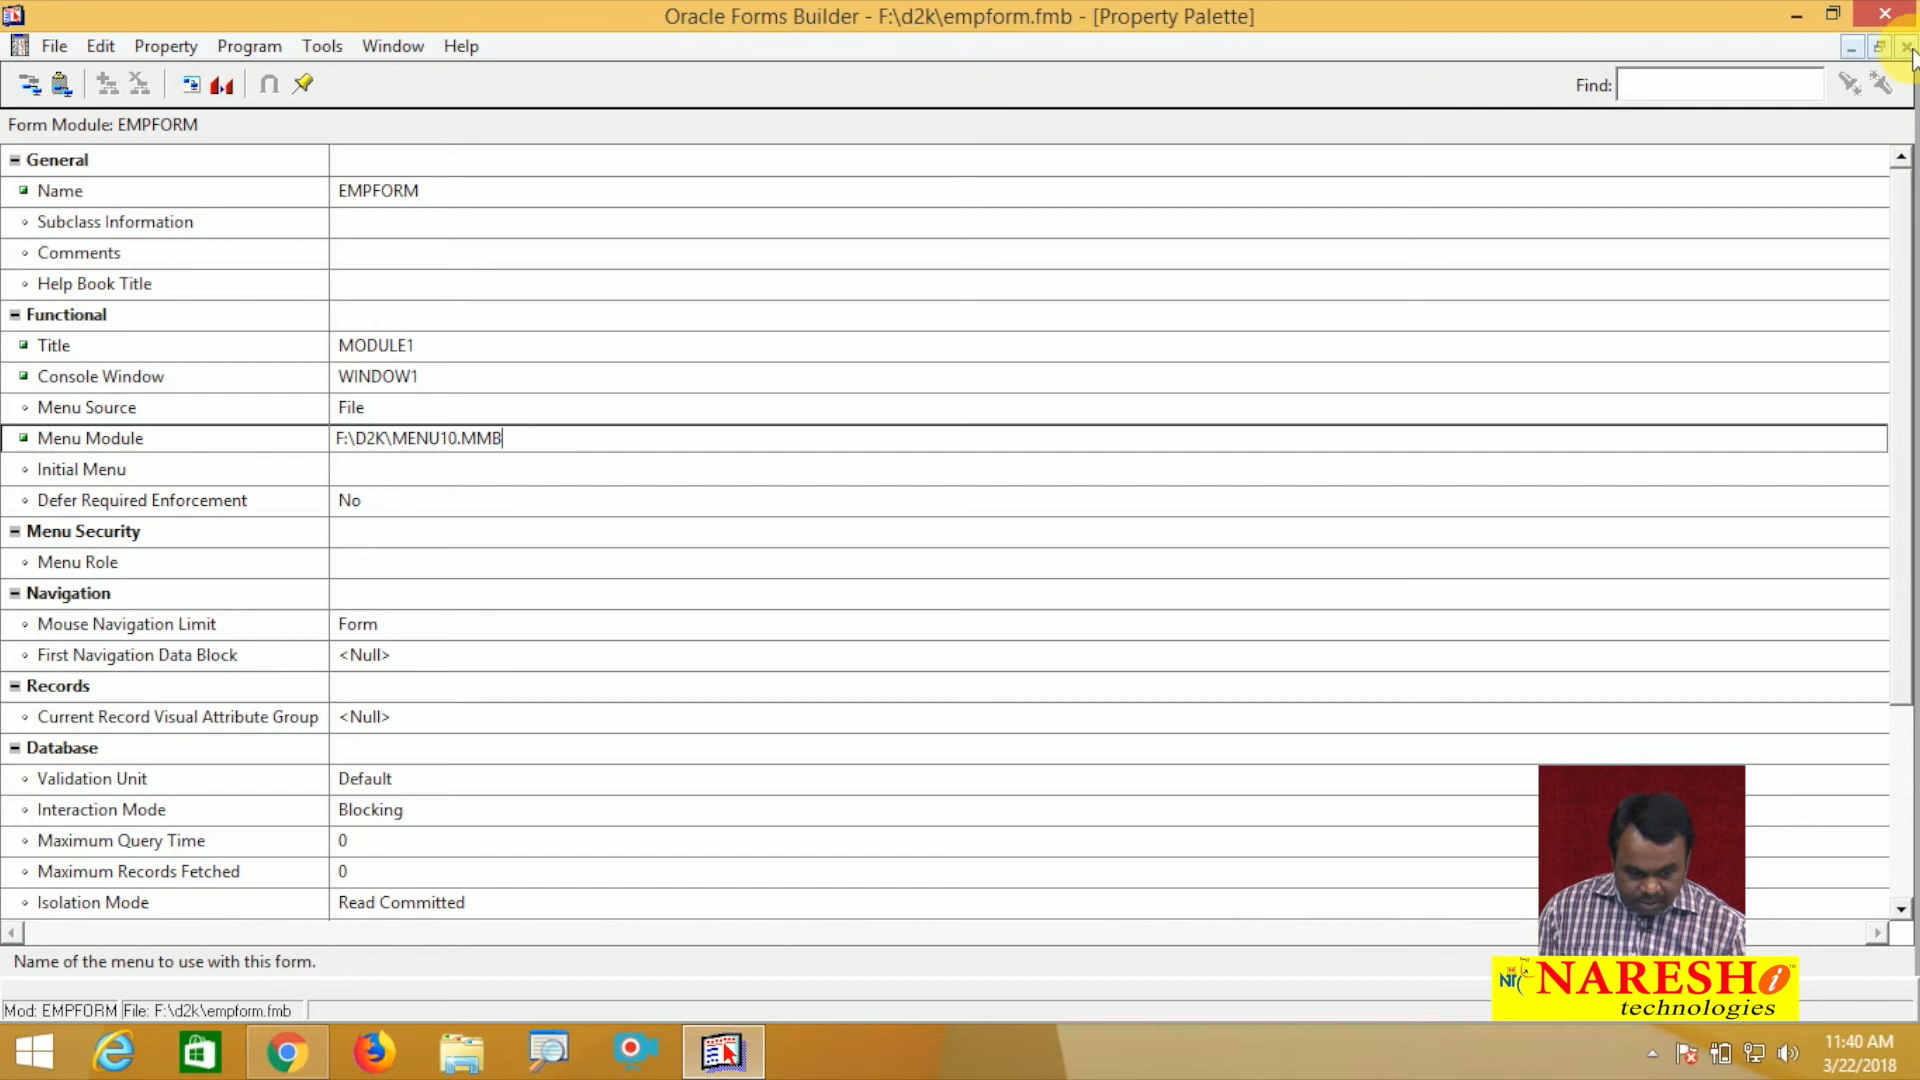 Oracle Forms Builder - F:\d2k\empform.fmb - [Property Palette]
File Edit Property Program Tools Window Help
Find:
Form Module: EMPFORM
General
Name EMPFORM
Subclass Information
Comments
Help Book Title
Functional
Title MODULE1
Console Window WINDOW1
Menu Source File
Menu Module F:\D2K\MENU10.MMB
Initial Menu
Defer Required Enforcement No
Menu Security
Menu Role
Navigation
Mouse Navigation Limit Form
First Navigation Data Block <Null>
Records
Current Record Visual Attribute Group <Null>
Database
Validation Unit Default
Interaction Mode Blocking
Maximum Query Time 0
Maximum Records Fetched 0
Isolation Mode Read Committed
Name of the menu to use with this form.
NARESH i
technologies
Mod: EMPFORM File: F:\d2k\empform.fmb
11:40 AM
3/22/2018